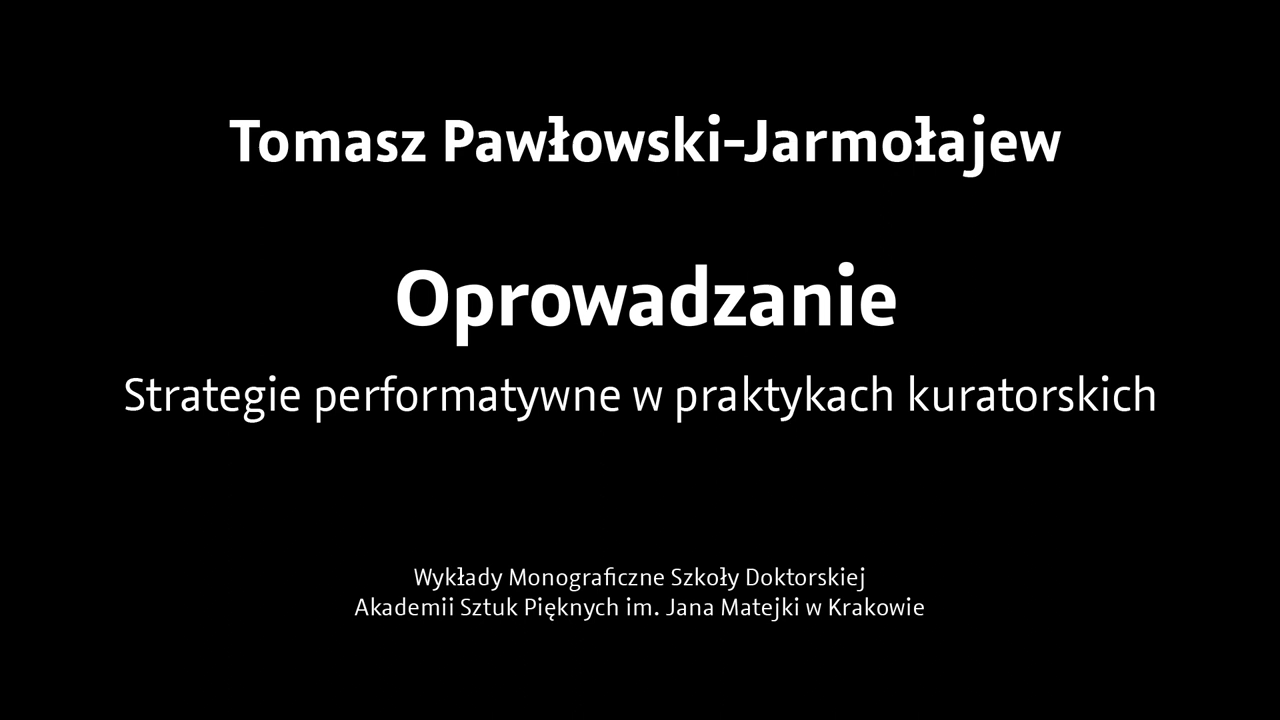 Tomasz Pawłowski-Jarmołajew
Oprowadzanie
Strategie performatywne w praktykach kuratorskich
Wykłady Monograficzne Szkoły Doktorskiej
Akademii Sztuk Pięknych im. Jana Matejki w Krakowie